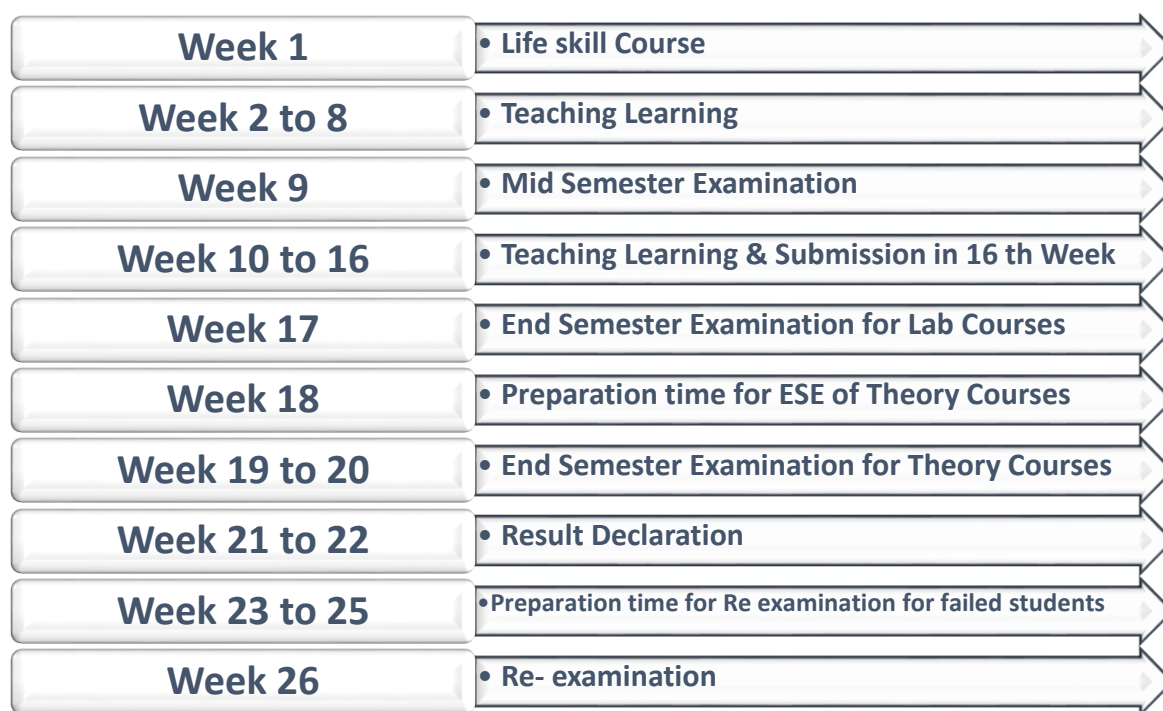 Week 1
• Life skill Course
Week 2 to 8
• Teaching Learning
Week 9
• Mid Semester Examination
Week 10 to 16
• Teaching Learning & Submission in 16 th Week
Week 17
• End Semester Examination for Lab Courses
Week 18
• Preparation time for ESE of Theory Courses
Week 19 to 20
• End Semester Examination for Theory Courses
Week 21 to 22
• Result Declaration
Week 23 to 25
•Preparation time for Re examination for failed students
Week 26
• Re- examination